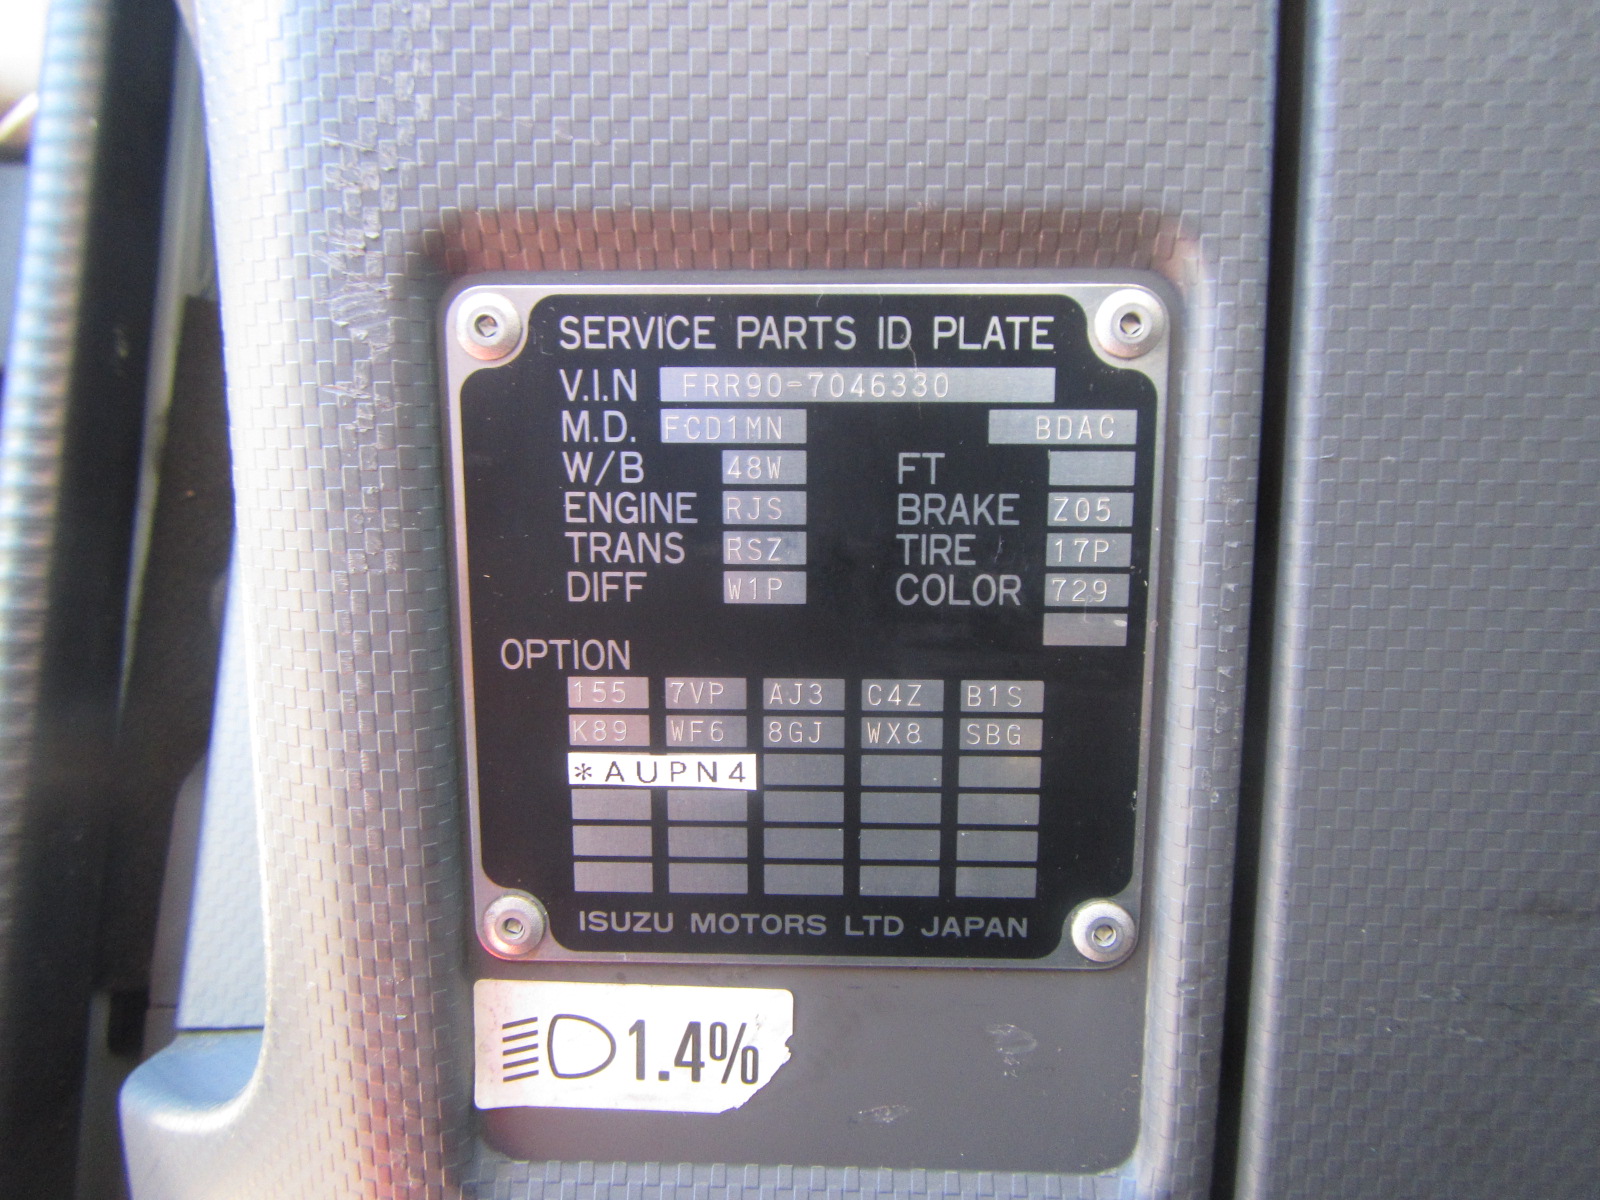 SERVICE PARTS ID PLATE
V.I.N FRR90-7046330
M.D. FCD1MN BDAC
W/B 48W FT
ENGINE RJS BRAKE Z05
TRANS RSZ TIRE 17P
DIFF W1P COLOR 729
OPTION
155 7VP AJ3 C4Z B1S
K89 WF6 8GJ WX8 SBG
*AUPN4
ISUZU MOTORS LTD JAPAN
1.4%